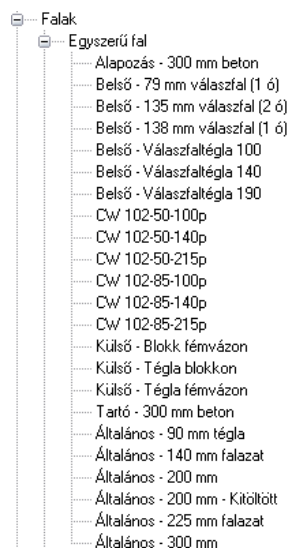 Falak
Egyszerű fal
Alapozás - 300 mm beton
Belső - 79 mm válaszfal (1 ó)
Belső - 135 mm válaszfal (2 ó)
Belső - 138 mm válaszfal (1 ó)
Belső - Válaszfaltégla 100
Belső - Válaszfaltégla 140
Belső - Válaszfaltégla 190
CW 102-50-100p
CW 102-50-140p
CW 102-50-215p
CW 102-85-100p
CW 102-85-140p
CW 102-85-215p
Külső - Blokk fémvázon
Külső - Tégla blokkon
Külső - Tégla fémvázon
Tartó - 300 mm beton
Általános - 90 mm tégla
Általános - 140 mm falazat
Általános - 200 mm
Általános - 200 mm - Kitöltött
Általános - 225 mm falazat
Általános - 300 mm